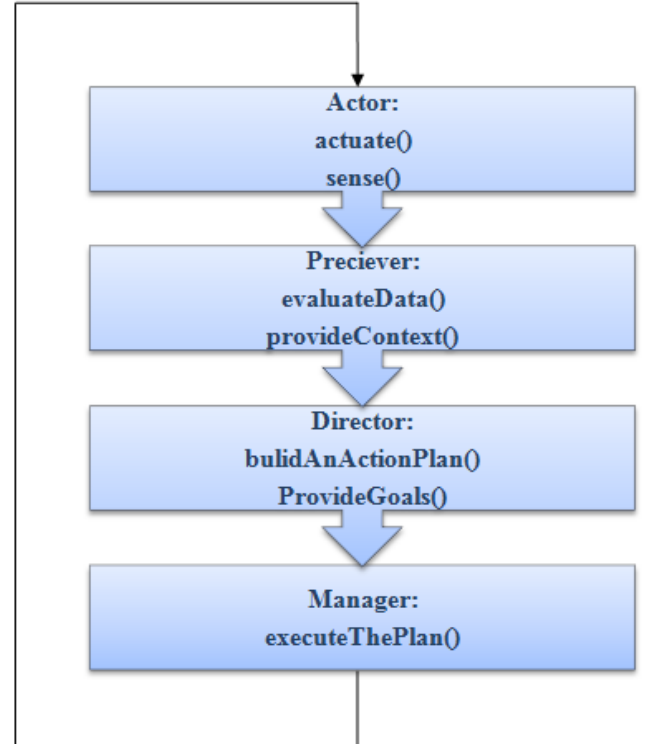 Actor:
actuate()
sense()
Preciever:
evaluateData()
provideContext()
Director:
bulidAnActionPlan()
ProvideGoals()
Manager:
executeThePlan()